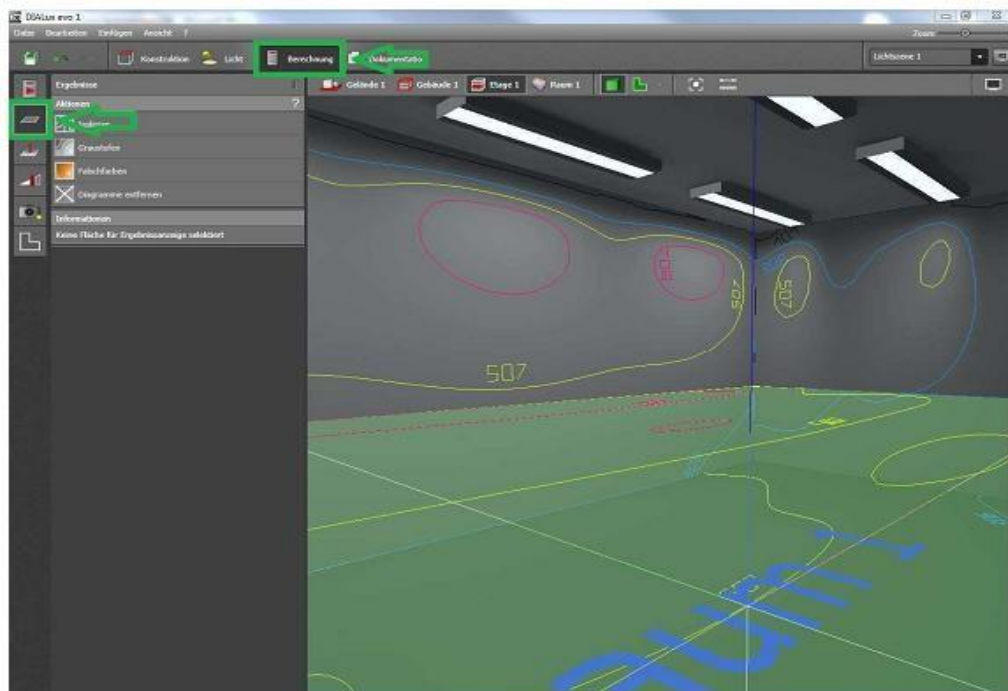 DIALux evo 1
Datei Bearbeiten Einfügen Ansicht ?
Zoom:
Konstruktion Licht Berechnung Dokumentatio
Lichtszene 1
Gelände 1 Gebäude 1 Etage 1 Raum 1
Ergebnisse
Aktionen ?
Graustufen
Falschfarben
Diagramme entfernen
Informationen
Keine Fläche für Ergebnisanzeige selektiert
507
507
507